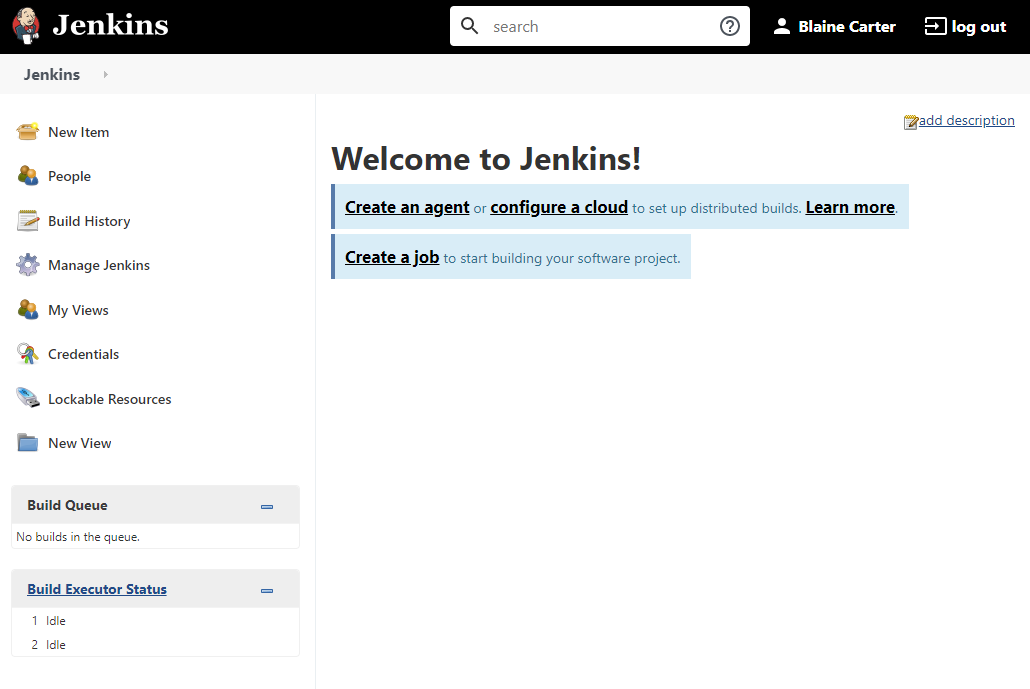 Jenkins
search
Blaine Carter
log out
Jenkins
New Item
People
Build History
Manage Jenkins
My Views
Credentials
Lockable Resources
New View
Build Queue
No builds in the queue.
Build Executor Status
1 Idle
2 Idle
add description
Welcome to Jenkins!
Create an agent or configure a cloud to set up distributed builds. Learn more.
Create a job to start building your software project.